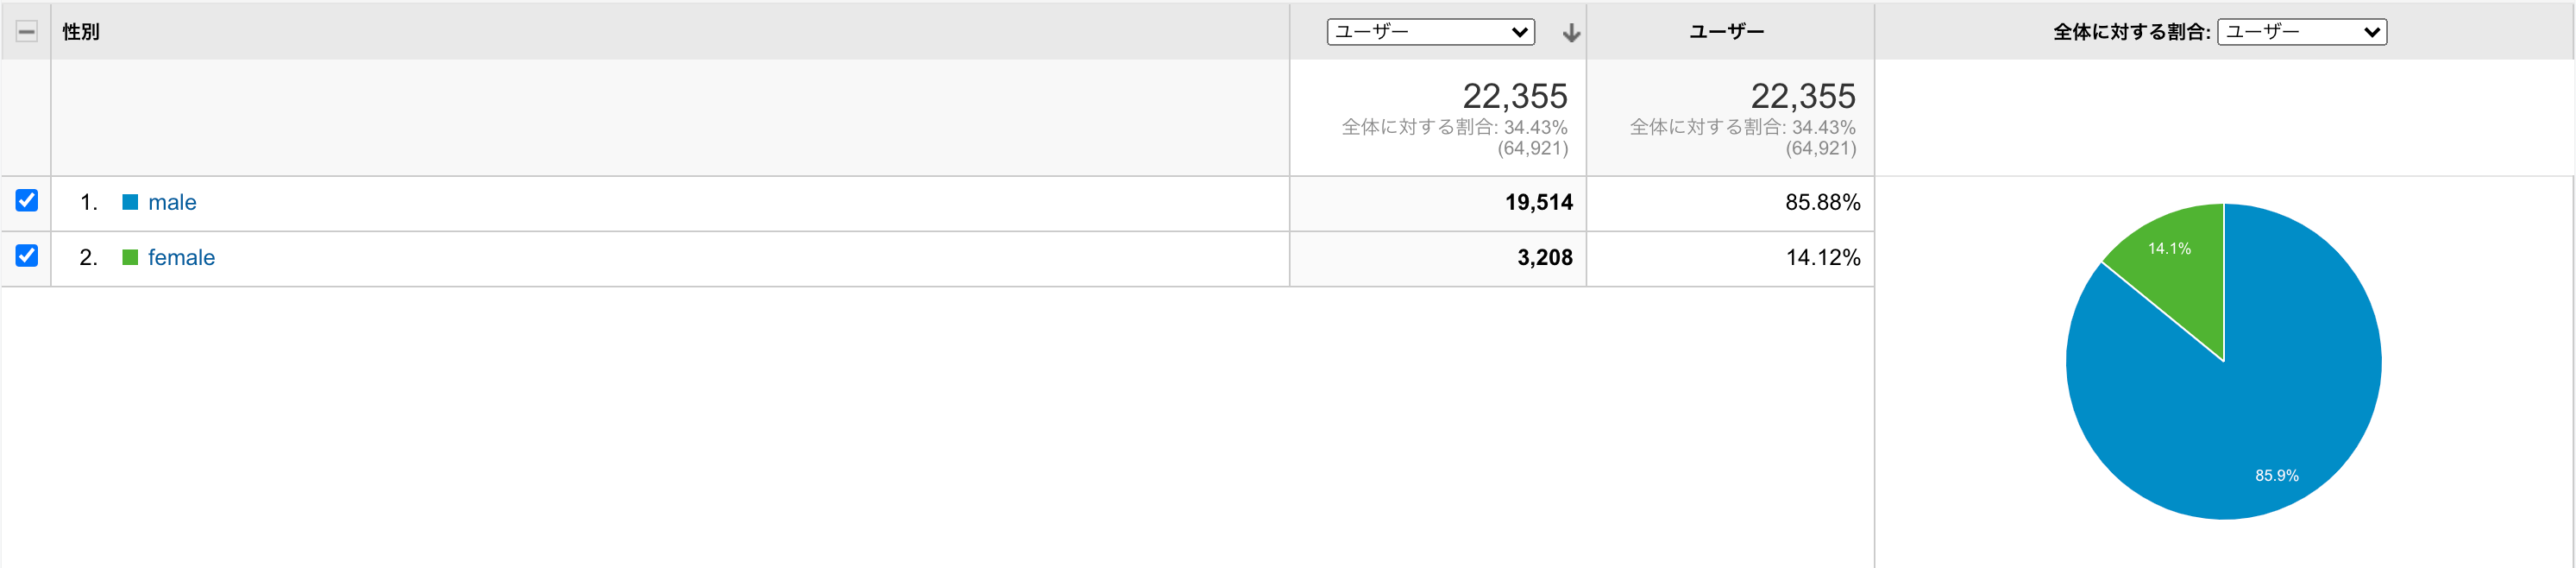 性別 ユーザー ユーザー 全体に対する割合: ユーザー
22,355 22,355
全体に対する割合: 34.43% 全体に対する割合: 34.43%
(64,921) (64,921)
1. male 19,514 85.88%
2. female 3,208 14.12%
14.1%
85.9%